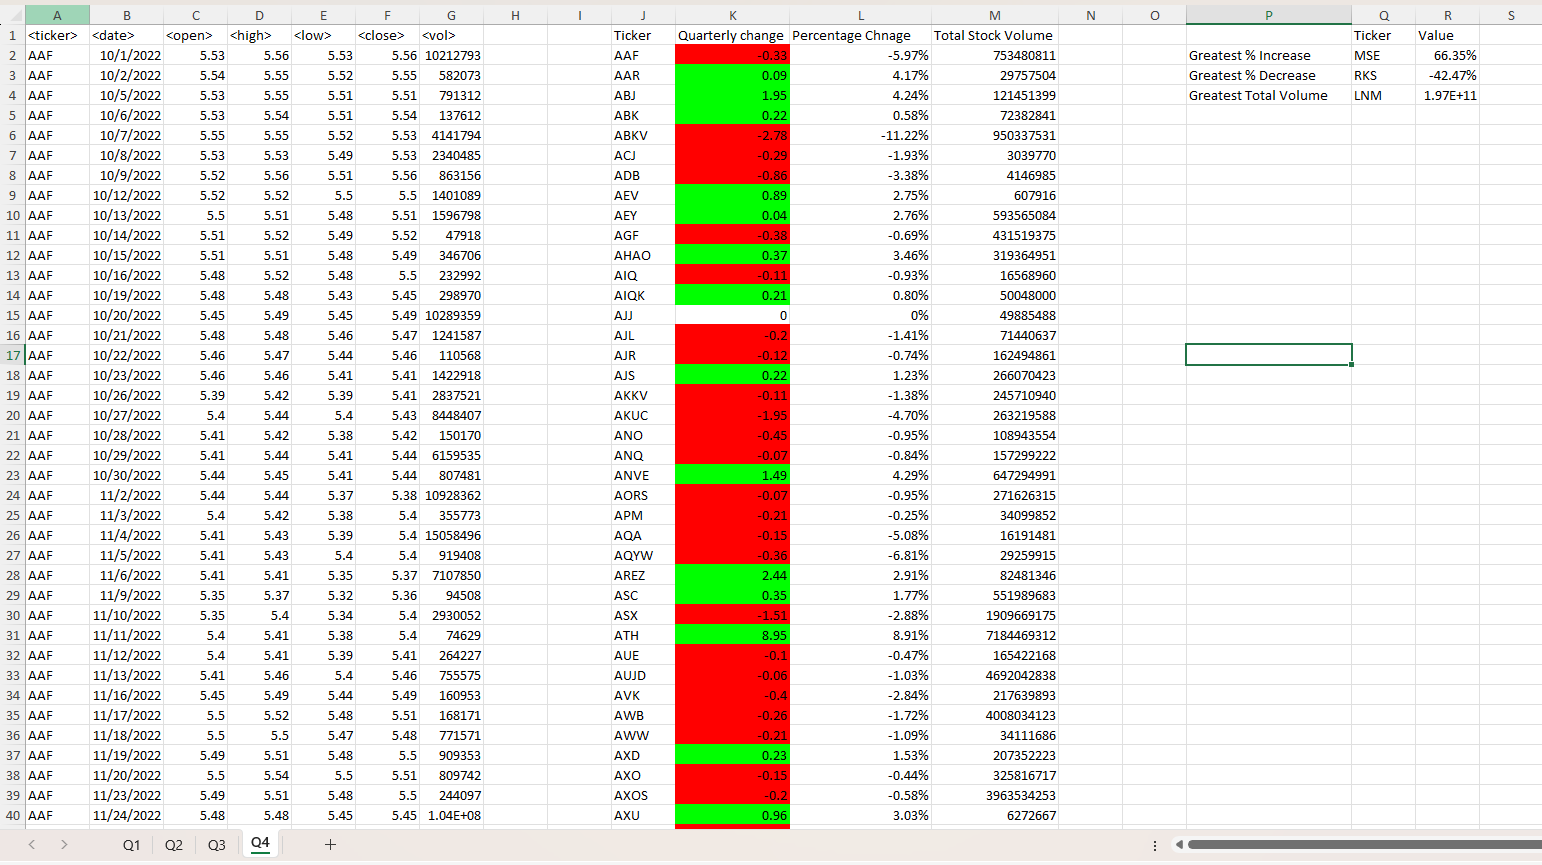 A B C D E F G H I J K L M N O P Q R S
1 <ticker> <date> <open> <high> <low> <close> <vol> Ticker Quarterly change Percentage Chnage Total Stock Volume Ticker Value
2 AAF 10/1/2022 5.53 5.56 5.53 5.56 10212793 AAF -0.33 -5.97% 753480811 Greatest % Increase MSE 66.35%
3 AAF 10/2/2022 5.54 5.55 5.52 5.55 582073 AAR 0.09 4.17% 29757504 Greatest % Decrease RKS -42.47%
4 AAF 10/5/2022 5.53 5.55 5.51 5.51 791312 ABJ 1.95 4.24% 121451399 Greatest Total Volume LNM 1.97E+11
5 AAF 10/6/2022 5.53 5.54 5.51 5.54 137612 ABK 0.22 0.58% 72382841
6 AAF 10/7/2022 5.55 5.55 5.52 5.53 4141794 ABKV -2.78 -11.22% 950337531
7 AAF 10/8/2022 5.53 5.53 5.49 5.53 2340485 ACJ -0.29 -1.93% 3039770
8 AAF 10/9/2022 5.52 5.56 5.51 5.56 863156 ADB -0.86 -3.38% 4146985
9 AAF 10/12/2022 5.52 5.52 5.5 5.5 1401089 AEV 0.89 2.75% 607916
10 AAF 10/13/2022 5.5 5.51 5.48 5.51 1596798 AEY 0.04 2.76% 593565084
11 AAF 10/14/2022 5.51 5.52 5.49 5.52 47918 AGF -0.38 -0.69% 431519375
12 AAF 10/15/2022 5.51 5.51 5.48 5.49 346706 AHAO 0.37 3.46% 319364951
13 AAF 10/16/2022 5.48 5.52 5.48 5.5 232992 AIQ -0.11 -0.93% 16568960
14 AAF 10/19/2022 5.48 5.48 5.43 5.45 298970 AIQK 0.21 0.80% 50048000
15 AAF 10/20/2022 5.45 5.49 5.45 5.49 10289359 AJJ 0 0% 49885488
16 AAF 10/21/2022 5.48 5.48 5.46 5.47 1241587 AJL -0.2 -1.41% 71440637
17 AAF 10/22/2022 5.46 5.47 5.44 5.46 110568 AJR -0.12 -0.74% 162494861
18 AAF 10/23/2022 5.46 5.46 5.41 5.41 1422918 AJS 0.22 1.23% 266070423
19 AAF 10/26/2022 5.39 5.42 5.39 5.41 2837521 AKKV -0.11 -1.38% 245710940
20 AAF 10/27/2022 5.4 5.44 5.4 5.43 8448407 AKUC -1.95 -4.70% 263219588
21 AAF 10/28/2022 5.41 5.42 5.38 5.42 150170 ANO -0.45 -0.95% 108943554
22 AAF 10/29/2022 5.41 5.44 5.41 5.44 6159535 ANQ -0.07 -0.84% 157299222
23 AAF 10/30/2022 5.44 5.45 5.41 5.44 807481 ANVE 1.49 4.29% 647294991
24 AAF 11/2/2022 5.44 5.44 5.37 5.38 10928362 AORS -0.07 -0.95% 271626315
25 AAF 11/3/2022 5.4 5.42 5.38 5.4 355773 APM -0.21 -0.25% 34099852
26 AAF 11/4/2022 5.41 5.43 5.39 5.4 15058496 AQA -0.15 -5.08% 16191481
27 AAF 11/5/2022 5.41 5.43 5.4 5.4 919408 AQYW -0.36 -6.81% 29259915
28 AAF 11/6/2022 5.41 5.41 5.35 5.37 7107850 AREZ 2.44 2.91% 82481346
29 AAF 11/9/2022 5.35 5.37 5.32 5.36 94508 ASC 0.35 1.77% 551989683
30 AAF 11/10/2022 5.35 5.4 5.34 5.4 2930052 ASX -1.51 -2.88% 1909669175
31 AAF 11/11/2022 5.4 5.41 5.38 5.4 74629 ATH 8.95 8.91% 7184469312
32 AAF 11/12/2022 5.4 5.41 5.39 5.41 264227 AUE -0.1 -0.47% 165422168
33 AAF 11/13/2022 5.41 5.46 5.4 5.46 755575 AUJD -0.06 -1.03% 4692042838
34 AAF 11/16/2022 5.45 5.49 5.44 5.49 160953 AVK -0.4 -2.84% 217639893
35 AAF 11/17/2022 5.5 5.52 5.48 5.51 168171 AWB -0.26 -1.72% 4008034123
36 AAF 11/18/2022 5.5 5.5 5.47 5.48 771571 AWW -0.21 -1.09% 34111686
37 AAF 11/19/2022 5.49 5.51 5.48 5.5 909353 AXD 0.23 1.53% 207352223
38 AAF 11/20/2022 5.5 5.54 5.5 5.51 809742 AXO -0.15 -0.44% 325816717
39 AAF 11/23/2022 5.49 5.51 5.48 5.5 244097 AXOS -0.2 -0.58% 3963534253
40 AAF 11/24/2022 5.48 5.48 5.45 5.45 1.04E+08 AXU 0.96 3.03% 6272667
Q1 Q2 Q3 Q4 +